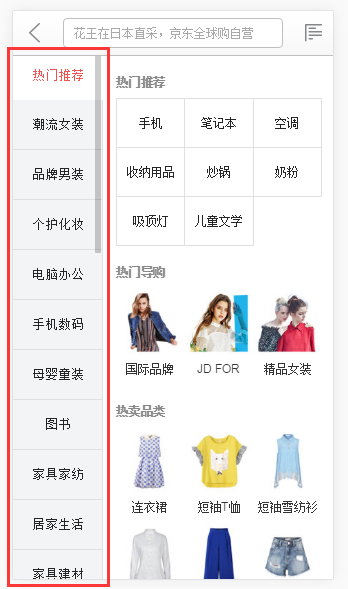 花王在日本直采，京东全球购自营
热门推荐
潮流女装
品牌男装
个护化妆
电脑办公
手机数码
母婴童装
图书
家具家纺
居家生活
家具建材
热门推荐
手机 笔记本 空调
收纳用品 炒锅 奶粉
吸顶灯 儿童文学
热门导购
国际品牌 JD FOR 精品女装
热卖品类
连衣裙 短袖T恤 短袖雪纺衫